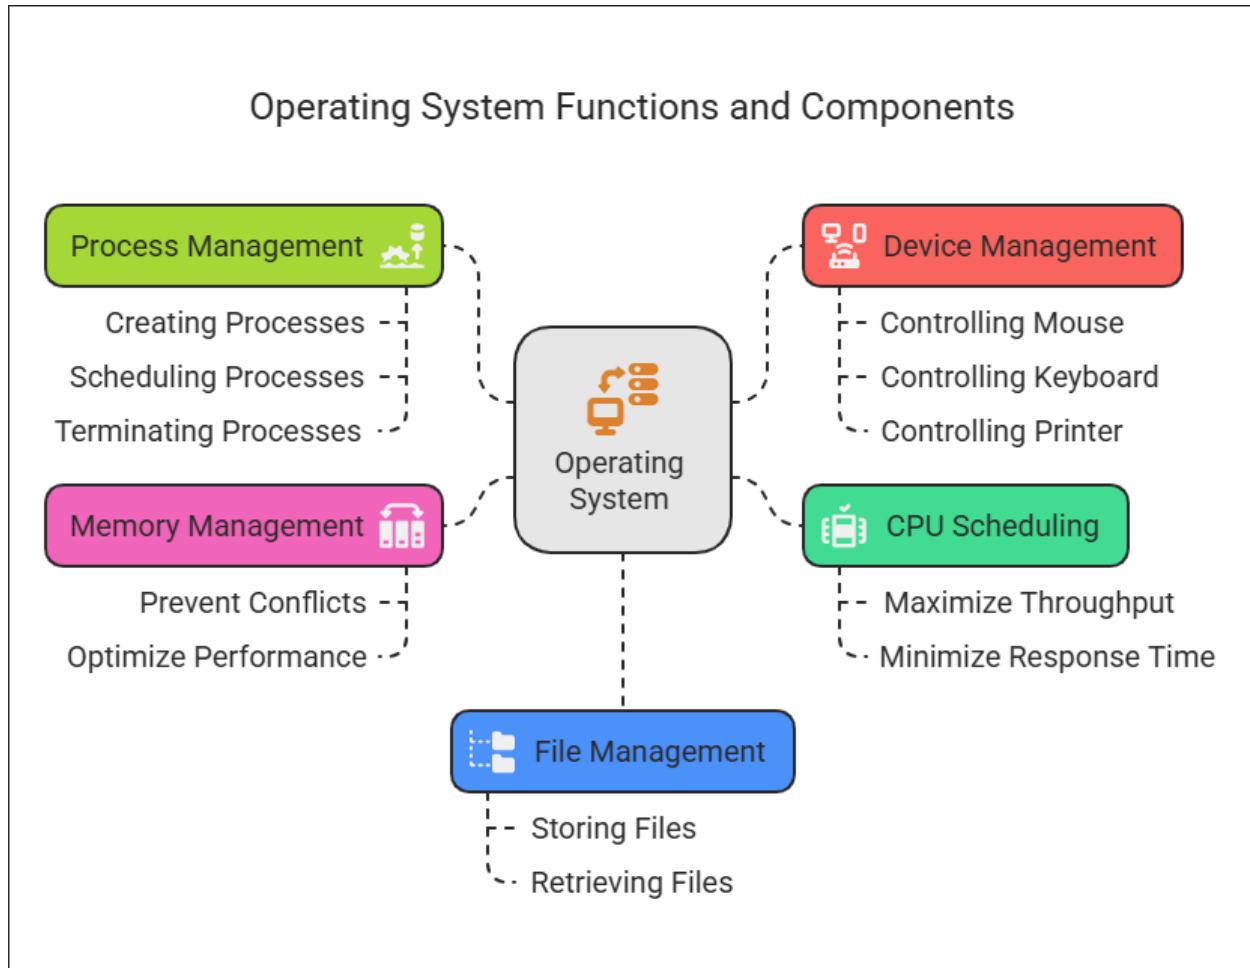 Operating System Functions and Components
Process Management
Creating Processes
Scheduling Processes
Terminating Processes
Memory Management
Prevent Conflicts
Optimize Performance
Operating
System
Device Management
Controlling Mouse
Controlling Keyboard
Controlling Printer
CPU Scheduling
Maximize Throughput
Minimize Response Time
File Management
Storing Files
Retrieving Files